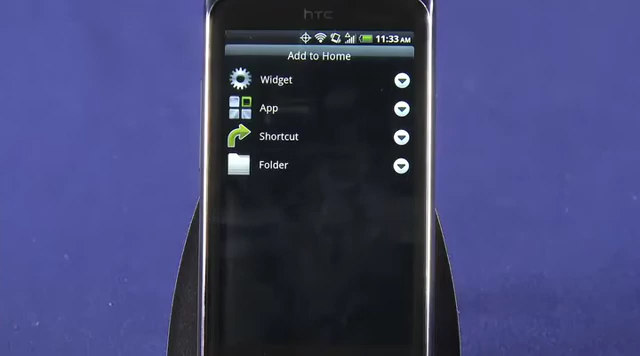 hTC
11:33 AM
Add to Home
Widget
App
Shortcut
Folder